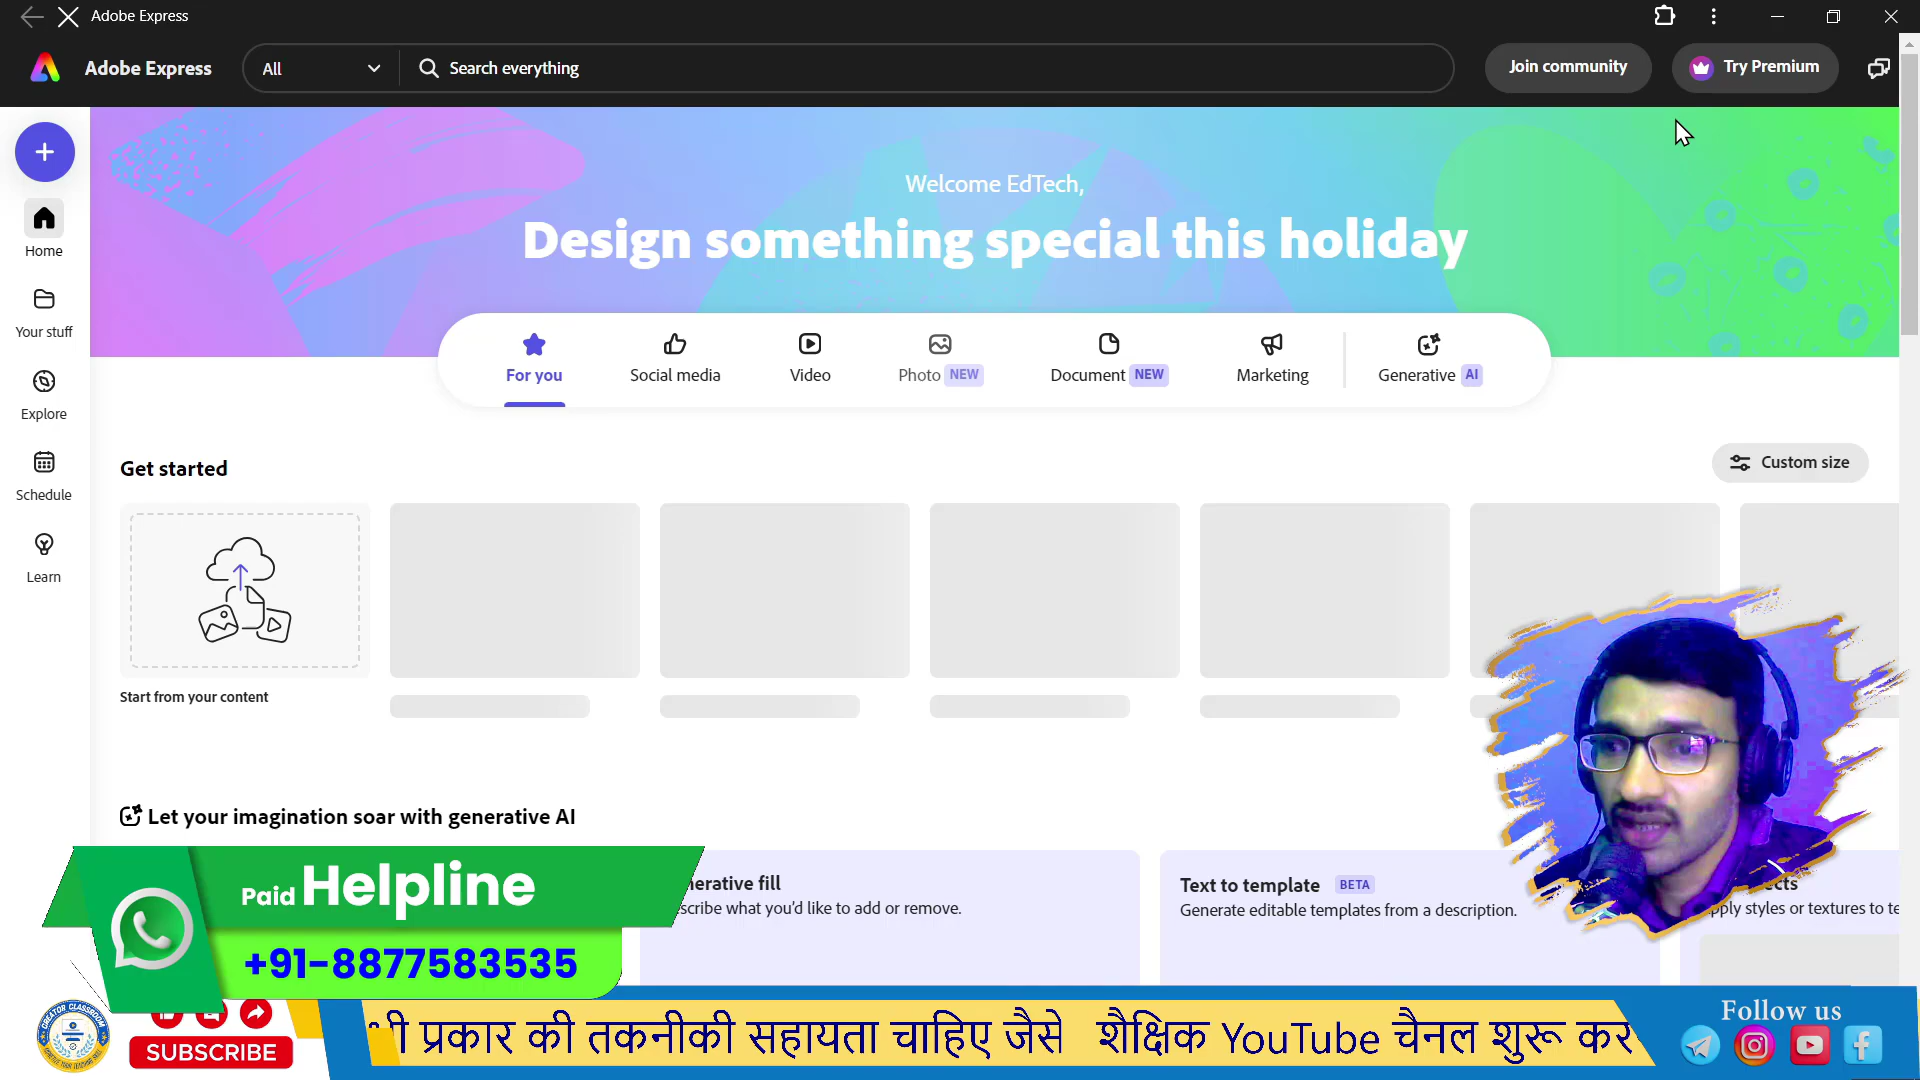 Adobe Express
Adobe Express
All
Search everything
Join community
Try Premium
Welcome EdTech,
Design something special this holiday
Home
Your stuff
Explore
Schedule
Learn
For you
Social media
Video
Photo NEW
Document NEW
Marketing
Generative AI
Get started
Custom size
Start from your content
Let your imagination soar with generative AI
nerative fill
scribe what you'd like to add or remove.
Text to template BETA
Generate editable templates from a description.
ects
pply styles or textures to te
Paid Helpline
+91-8877583535
CREATOR CLASSROOM
SUBSCRIBE
प्रकार की तकनीकी सहायता चाहिए जैसे शैक्षिक YouTube चैनल शुरू कर
Follow us